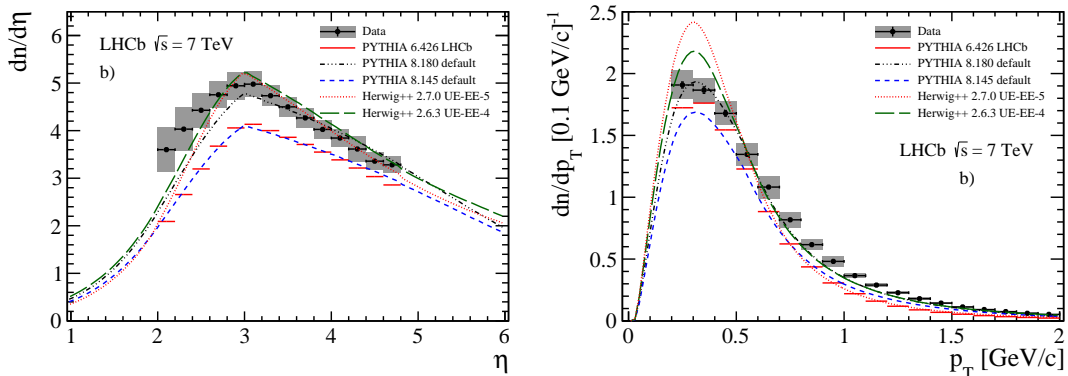 dn/dη
LHCb √s = 7 TeV
b)
Data
PYTHIA 6.426 LHCb
PYTHIA 8.180 default
PYTHIA 8.145 default
Herwig++ 2.7.0 UE-EE-5
Herwig++ 2.6.3 UE-EE-4
6
5
4
3
2
1
0
1 2 3 4 5 6
η
dn/dp_T [0.1 GeV/c]^-1
Data
PYTHIA 6.426 LHCb
PYTHIA 8.180 default
PYTHIA 8.145 default
Herwig++ 2.7.0 UE-EE-5
Herwig++ 2.6.3 UE-EE-4
LHCb √s = 7 TeV
b)
2.5
2
1.5
1
0.5
0
0 0.5 1 1.5 2
p_T [GeV/c]